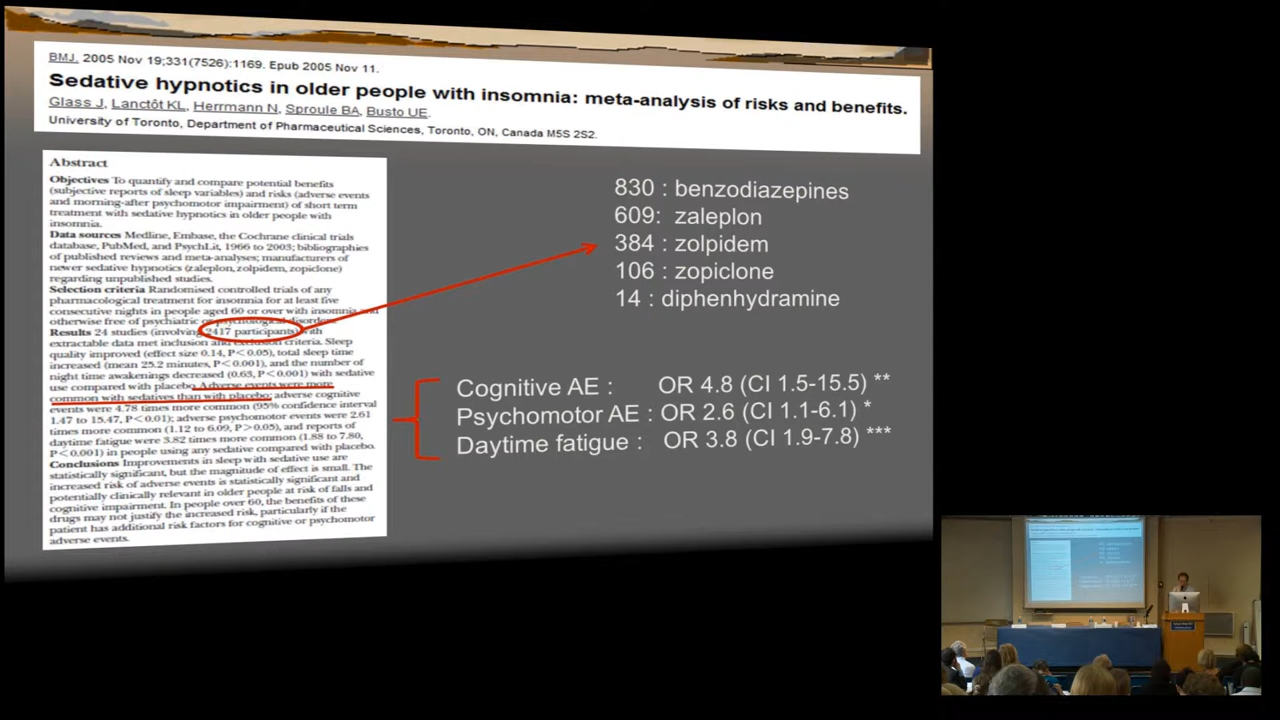 BMJ. 2005 Nov 19;331(7526):1169. Epub 2005 Nov 11.
Sedative hypnotics in older people with insomnia: meta-analysis of risks and benefits.
Glass J, Lanctôt KL, Herrmann N, Sproule BA, Busto UE.
University of Toronto, Department of Pharmaceutical Sciences, Toronto, ON, Canada M5S 2S2.
Abstract
Objectives To quantify and compare potential benefits
(subjective reports of sleep variables) and risks (adverse events
and morning-after psychomotor impairment) of short term
treatment with sedative hypnotics in older people with
insomnia.
Data sources Medline, Embase, the Cochrane clinical trials
database, PubMed, and PsychLit, 1966 to 2003; bibliographies
of published reviews and meta-analyses; manufacturers of
newer sedative hypnotics (zaleplon, zolpidem, zopiclone)
regarding unpublished studies.
Selection criteria Randomised controlled trials of any
pharmacological treatment for insomnia for at least five
consecutive nights in people aged 60 or over with insomnia and
otherwise free of psychiatric or psychological disorders.
Results 24 studies (involving 2417 participants) with
extractable data met inclusion and exclusion criteria. Sleep
quality improved (effect size 0.14, P<0.05), total sleep time
increased (mean 25.2 minutes, P<0.001), and the number of
night time awakenings decreased (0.63, P<0.001) with sedative
use compared with placebo. Adverse events were more
common with sedatives than with placebo: adverse cognitive
events were 4.78 times more common (95% confidence interval
1.47 to 15.47, P<0.01); adverse psychomotor events were 2.61
times more common (1.12 to 6.09, P>0.05), and reports of
daytime fatigue were 3.82 times more common (1.88 to 7.80,
P<0.001) in people using any sedative compared with placebo.
Conclusions Improvements in sleep with sedative use are
statistically significant, but the magnitude of effect is small. The
increased risk of adverse events is statistically significant and
potentially clinically relevant in older people at risk of falls and
cognitive impairment. In people over 60, the benefits of these
drugs may not justify the increased risk, particularly if the
patient has additional risk factors for cognitive or psychomotor
adverse events.
830 : benzodiazepines
609: zaleplon
384 : zolpidem
106 : zopiclone
14 : diphenhydramine
Cognitive AE : OR 4.8 (CI 1.5-15.5) **
Psychomotor AE : OR 2.6 (CI 1.1-6.1) *
Daytime fatigue : OR 3.8 (CI 1.9-7.8) ***